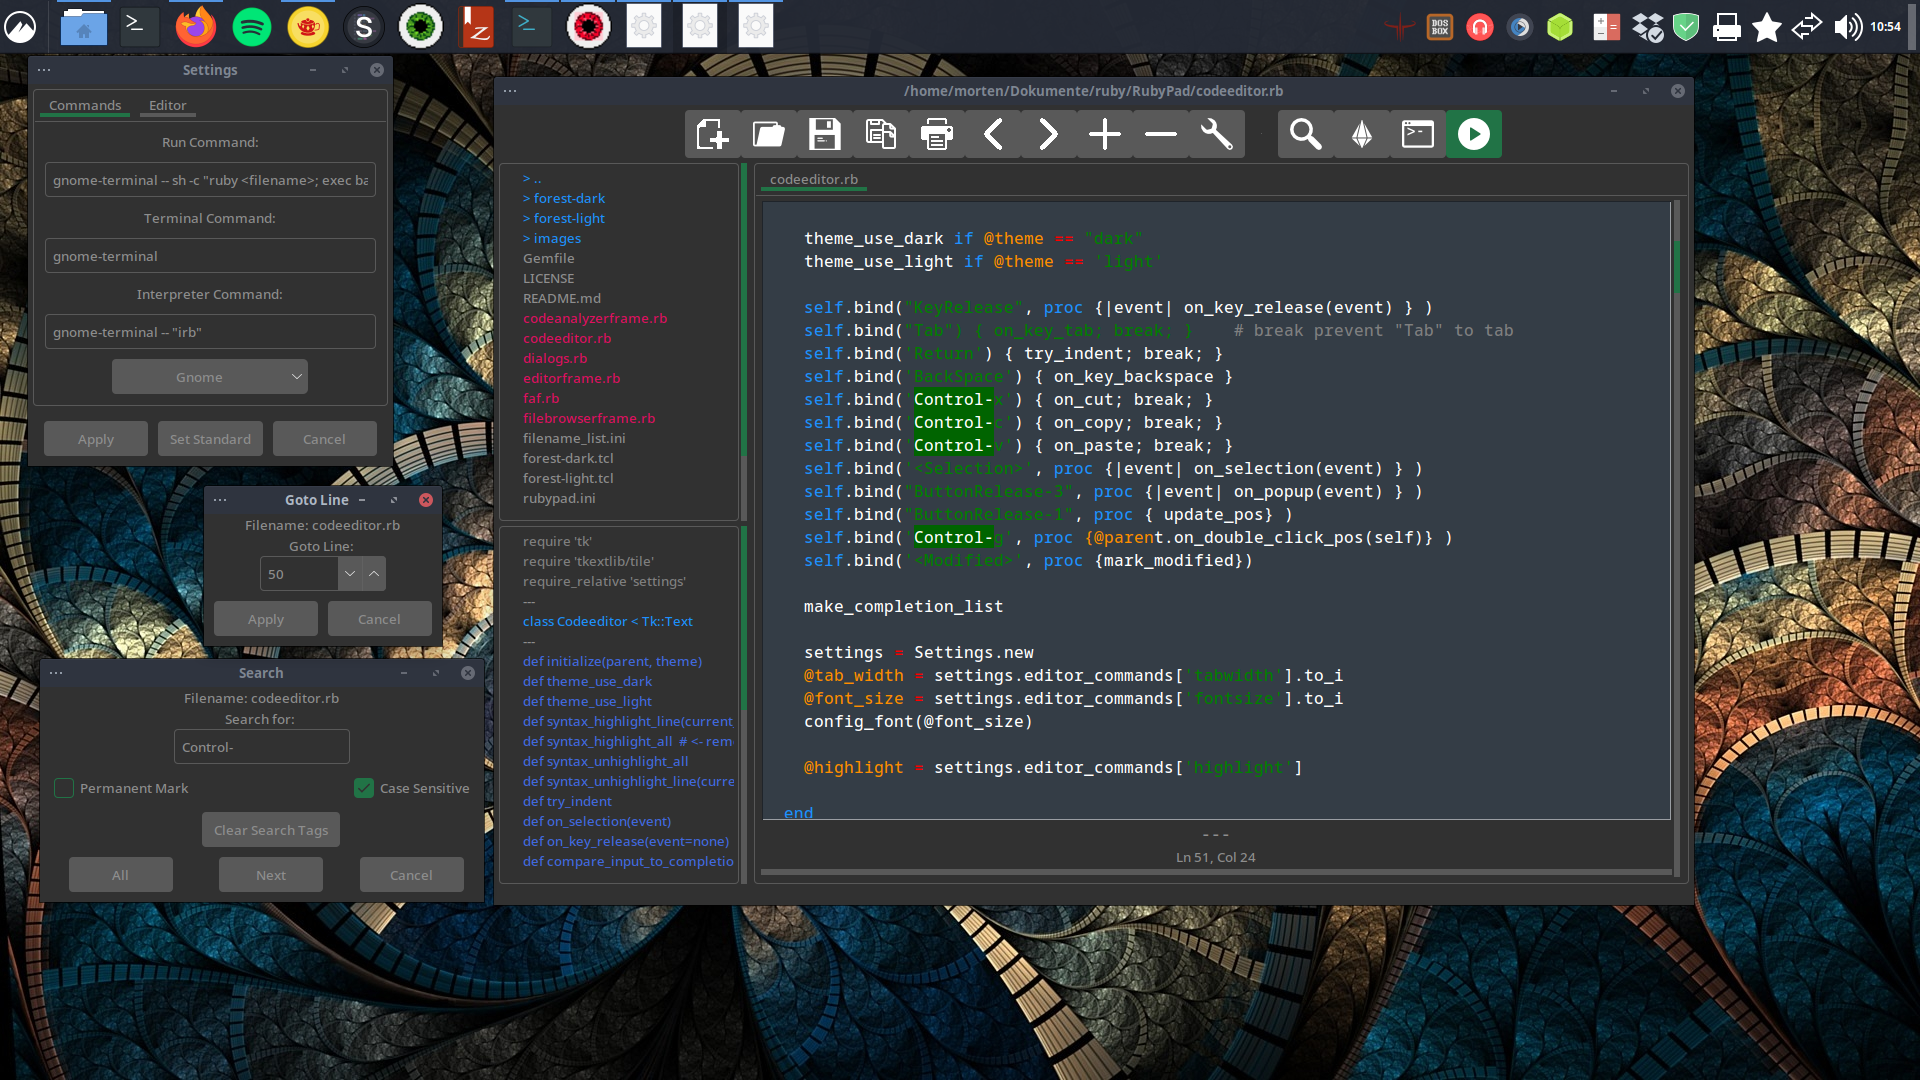 10:54
Settings
Commands Editor
Run Command:
gnome-terminal -- sh -c "ruby <filename>; exec ba
Terminal Command:
gnome-terminal
Interpreter Command:
gnome-terminal -- "irb"
Gnome
Apply Set Standard Cancel
Goto Line
Filename: codeeditor.rb
Goto Line:
50
Apply Cancel
Search
Filename: codeeditor.rb
Search for:
Control-
Permanent Mark Case Sensitive
Clear Search Tags
All Next Cancel
/home/morten/Dokumente/ruby/RubyPad/codeeditor.rb
> ..
> forest-dark
> forest-light
> images
Gemfile
LICENSE
README.md
codeanalyzerframe.rb
codeeditor.rb
dialogs.rb
editorframe.rb
faf.rb
filebrowserframe.rb
filename_list.ini
forest-dark.tcl
forest-light.tcl
rubypad.ini
require 'tk'
require 'tkextlib/tile'
require_relative 'settings'
---
class Codeeditor < Tk::Text
---
def initialize(parent, theme)
def theme_use_dark
def theme_use_light
def syntax_highlight_line(current
def syntax_highlight_all # <- rem
def syntax_unhighlight_all
def syntax_unhighlight_line(curre
def try_indent
def on_selection(event)
def on_key_release(event=none)
def compare_input_to_completio
codeeditor.rb
theme_use_dark if @theme == "dark"
theme_use_light if @theme == 'light'
self.bind("KeyRelease", proc {|event| on_key_release(event) } )
self.bind("Tab") { on_key_tab; break; } # break prevent "Tab" to tab
self.bind('Return') { try_indent; break; }
self.bind('BackSpace') { on_key_backspace }
self.bind('Control-x') { on_cut; break; }
self.bind('Control-c') { on_copy; break; }
self.bind('Control-v') { on_paste; break; }
self.bind('<Selection>', proc {|event| on_selection(event) } )
self.bind("ButtonRelease-3", proc {|event| on_popup(event) } )
self.bind("ButtonRelease-1", proc { update_pos} )
self.bind('Control-g', proc {@parent.on_double_click_pos(self)} )
self.bind('<Modified>', proc {mark_modified})
make_completion_list
settings = Settings.new
@tab_width = settings.editor_commands['tabwidth'].to_i
@font_size = settings.editor_commands['fontsize'].to_i
config_font(@font_size)
@highlight = settings.editor_commands['highlight']
end
---
Ln 51, Col 24